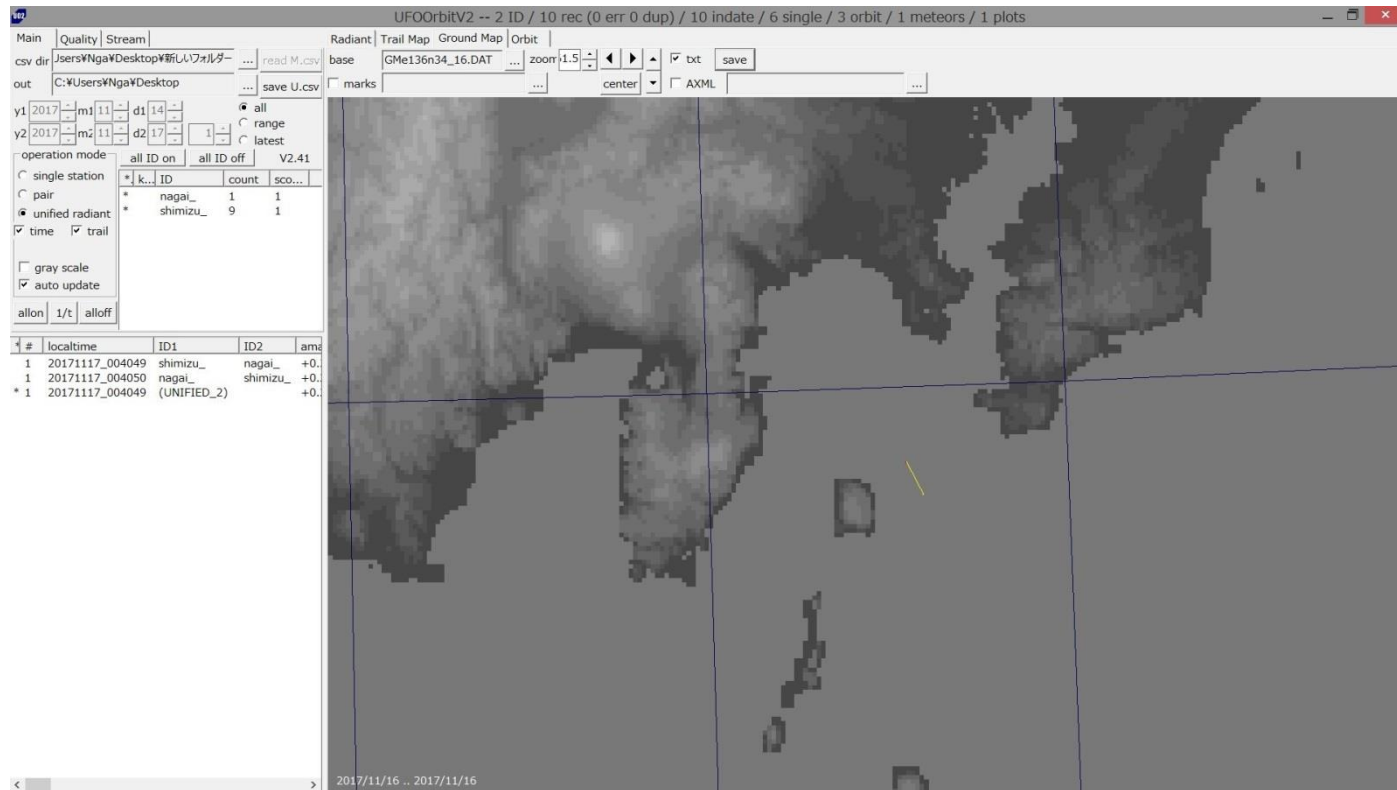 UFOOrbitV2 -- 2 ID / 10 rec (0 err 0 dup) / 10 indate / 6 single / 3 orbit / 1 meteors / 1 plots
Main Quality Stream
Radiant Trail Map Ground Map Orbit
csv dir Jsers¥Nga¥Desktop¥新しいフォルダー ... read M.csv
base GMe136n34_16.DAT ... zoom 1.5 txt save
out C:¥Users¥Nga¥Desktop ... save U.csv
marks ... center AXML ...
y1 2017 m1 11 d1 14 all
range
y2 2017 m2 11 d2 17 1 latest
operation mode all ID on all ID off V2.41
single station
pair
unified radiant
time trail
gray scale
auto update
allon 1/t alloff
* k... ID count sco...
* nagai_ 1 1
* shimizu_ 9 1
* # localtime ID1 ID2 ama
1 20171117_004049 shimizu_ nagai_ +0.
1 20171117_004050 nagai_ shimizu_ +0.
* 1 20171117_004049 (UNIFIED_2) +0.
2017/11/16 .. 2017/11/16